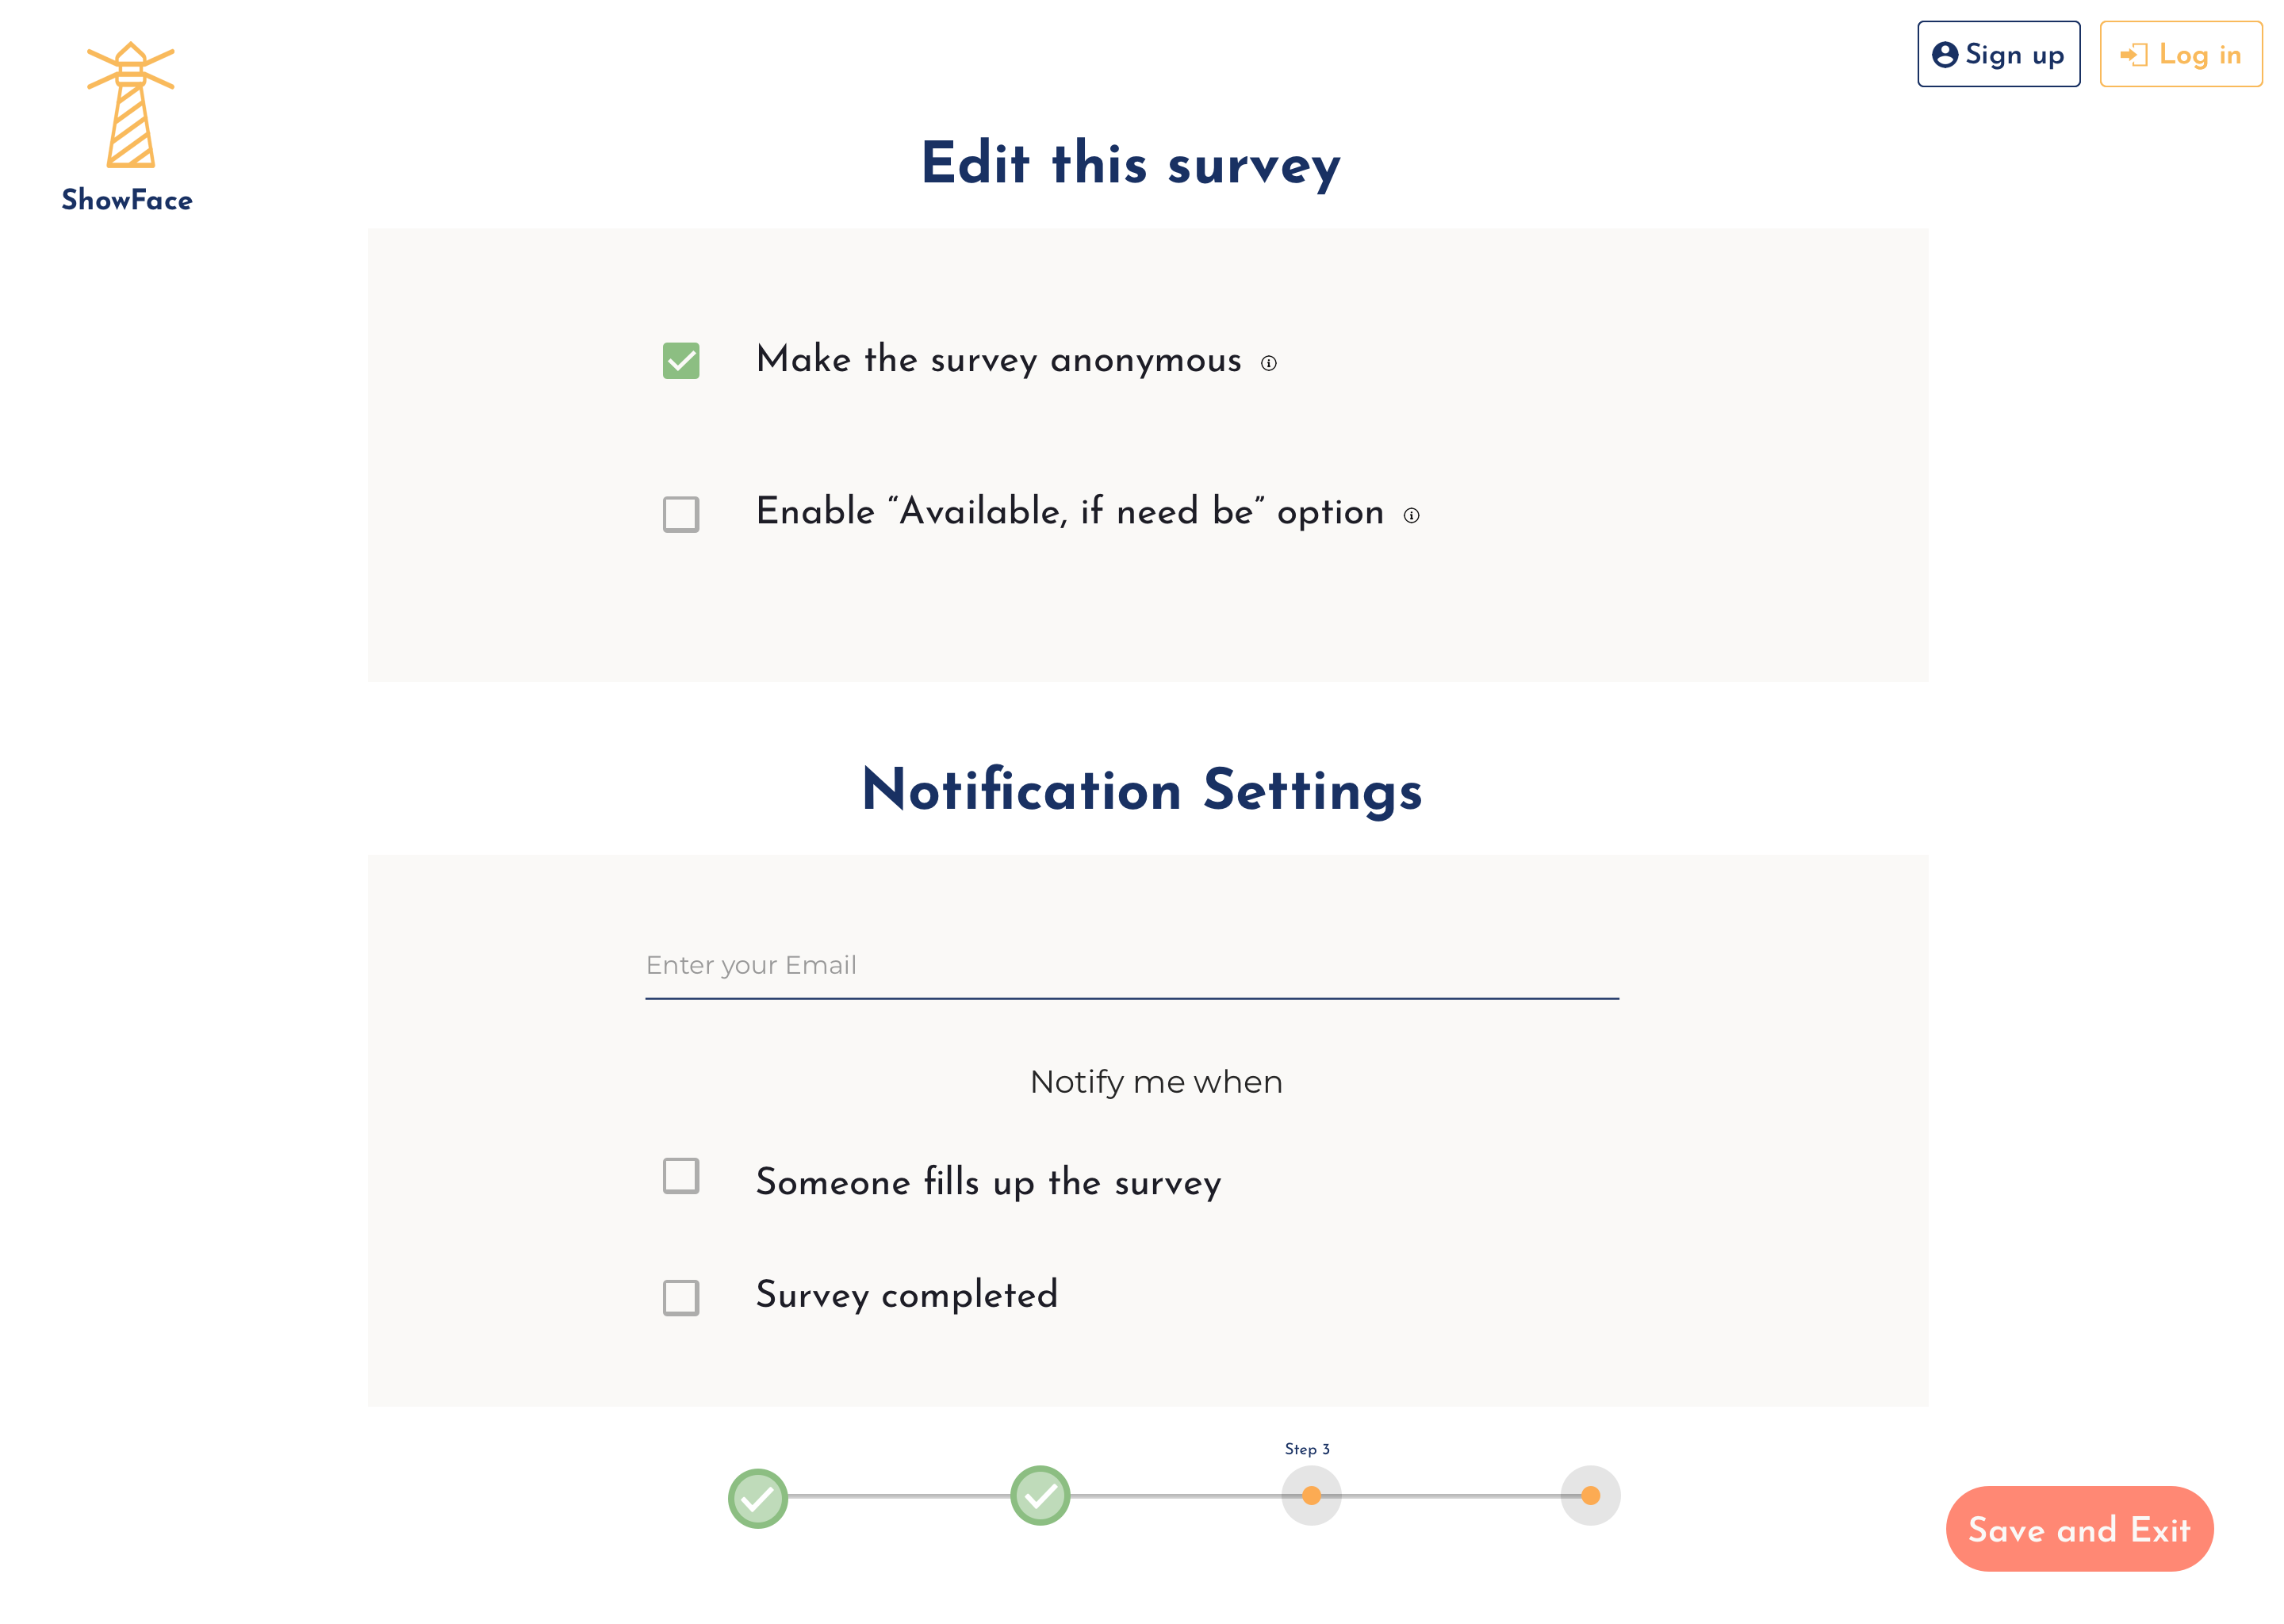 Sign up
Log in
ShowFace
Edit this survey
Make the survey anonymous
Enable “Available, if need be” option
Notification Settings
Enter your Email
Notify me when
Someone fills up the survey
Survey completed
Step 3
Save and Exit